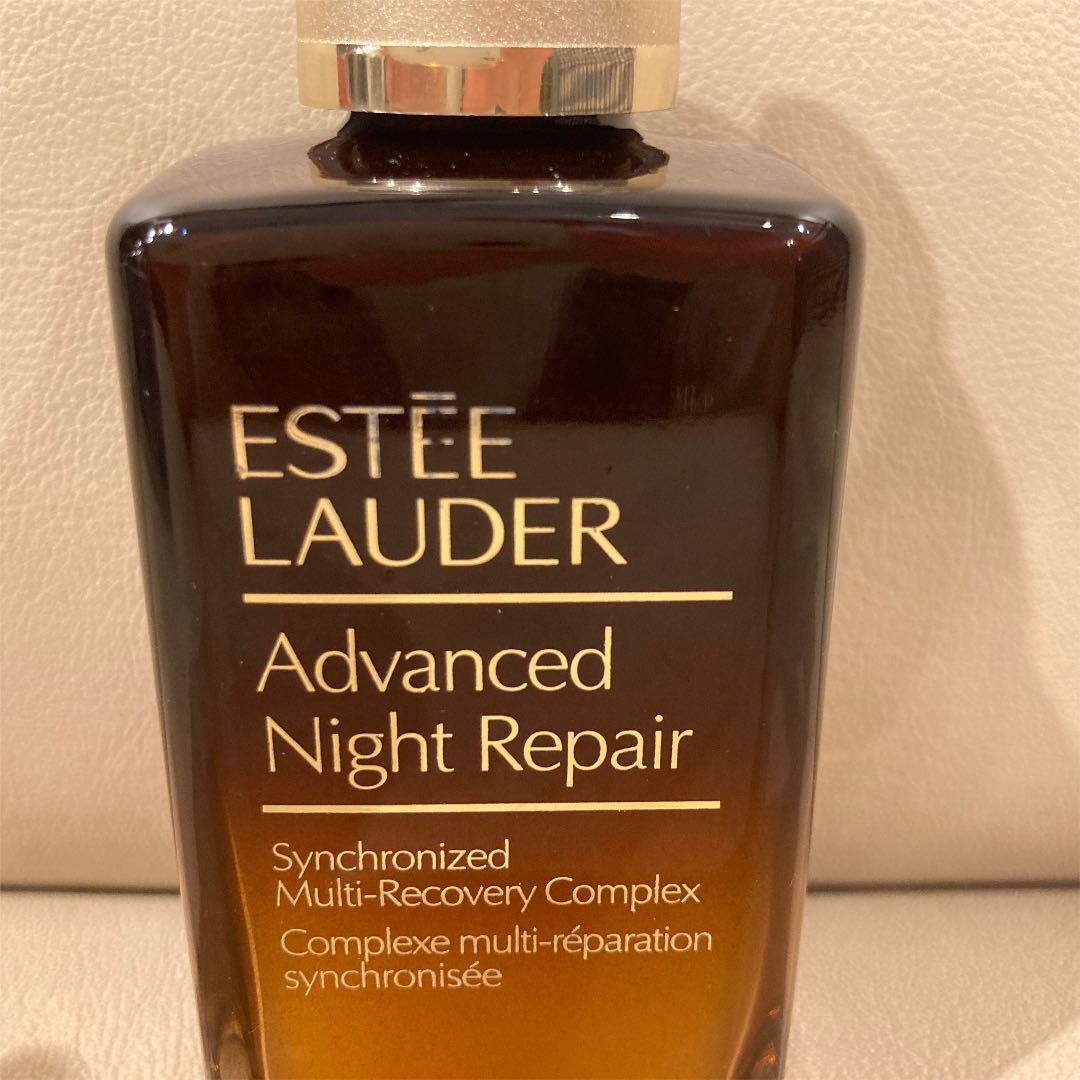 ESTĒE
LAUDER
Advanced
Night Repair
Synchronized
Multi-Recovery Complex
Complexe multi-réparation
synchronisée